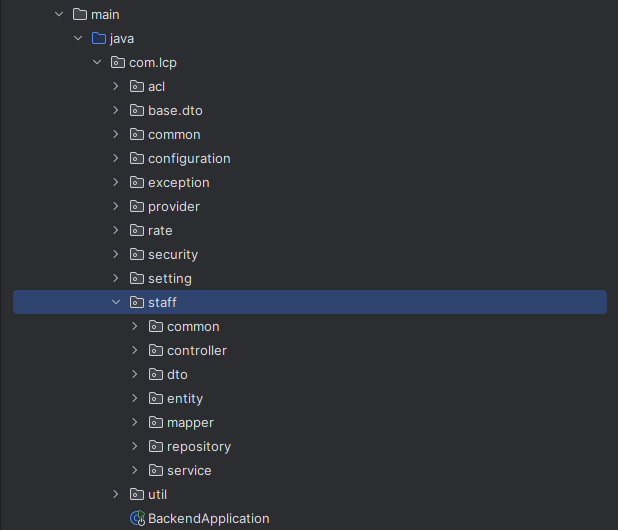 main
java
com.lcp
acl
base.dto
common
configuration
exception
provider
rate
security
setting
staff
common
controller
dto
entity
mapper
repository
service
util
BackendApplication